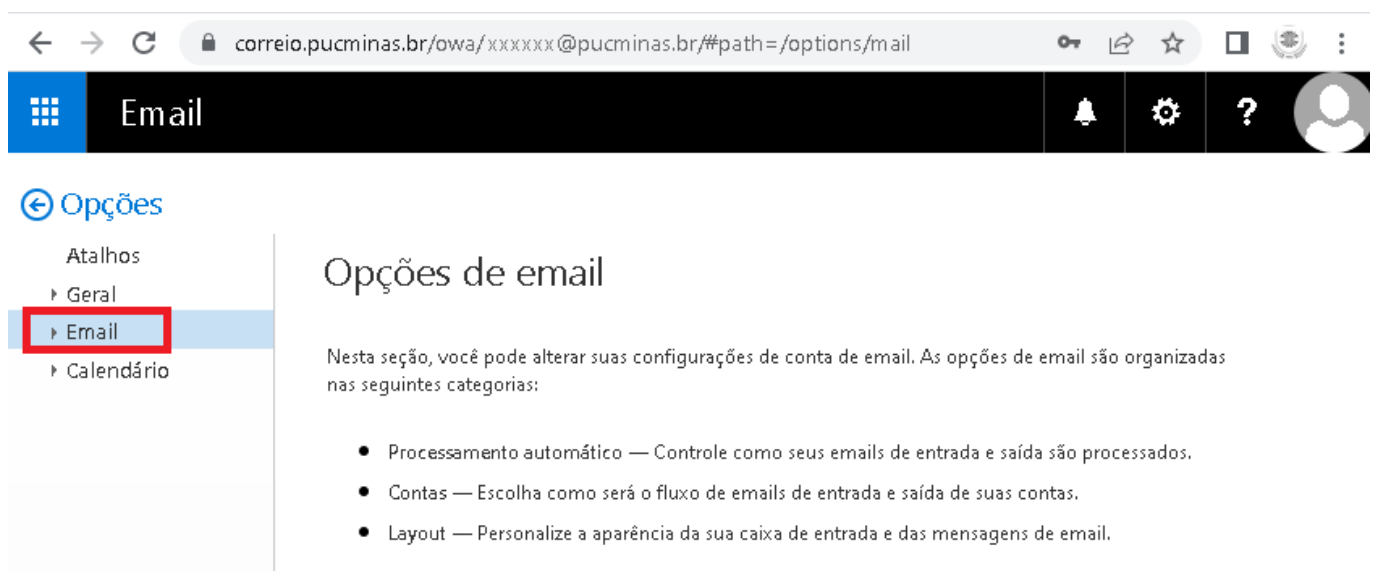 correio.pucminas.br/owa/xxxxxx@pucminas.br/#path=/options/mail
Email
?
Opções
Atalhos
Geral
Email
Calendário
Opções de email
Nesta seção, você pode alterar suas configurações de conta de email. As opções de email são organizadas
nas seguintes categorias:
• Processamento automático — Controle como seus emails de entrada e saída são processados.
• Contas — Escolha como será o fluxo de emails de entrada e saída de suas contas.
• Layout — Personalize a aparência da sua caixa de entrada e das mensagens de email.